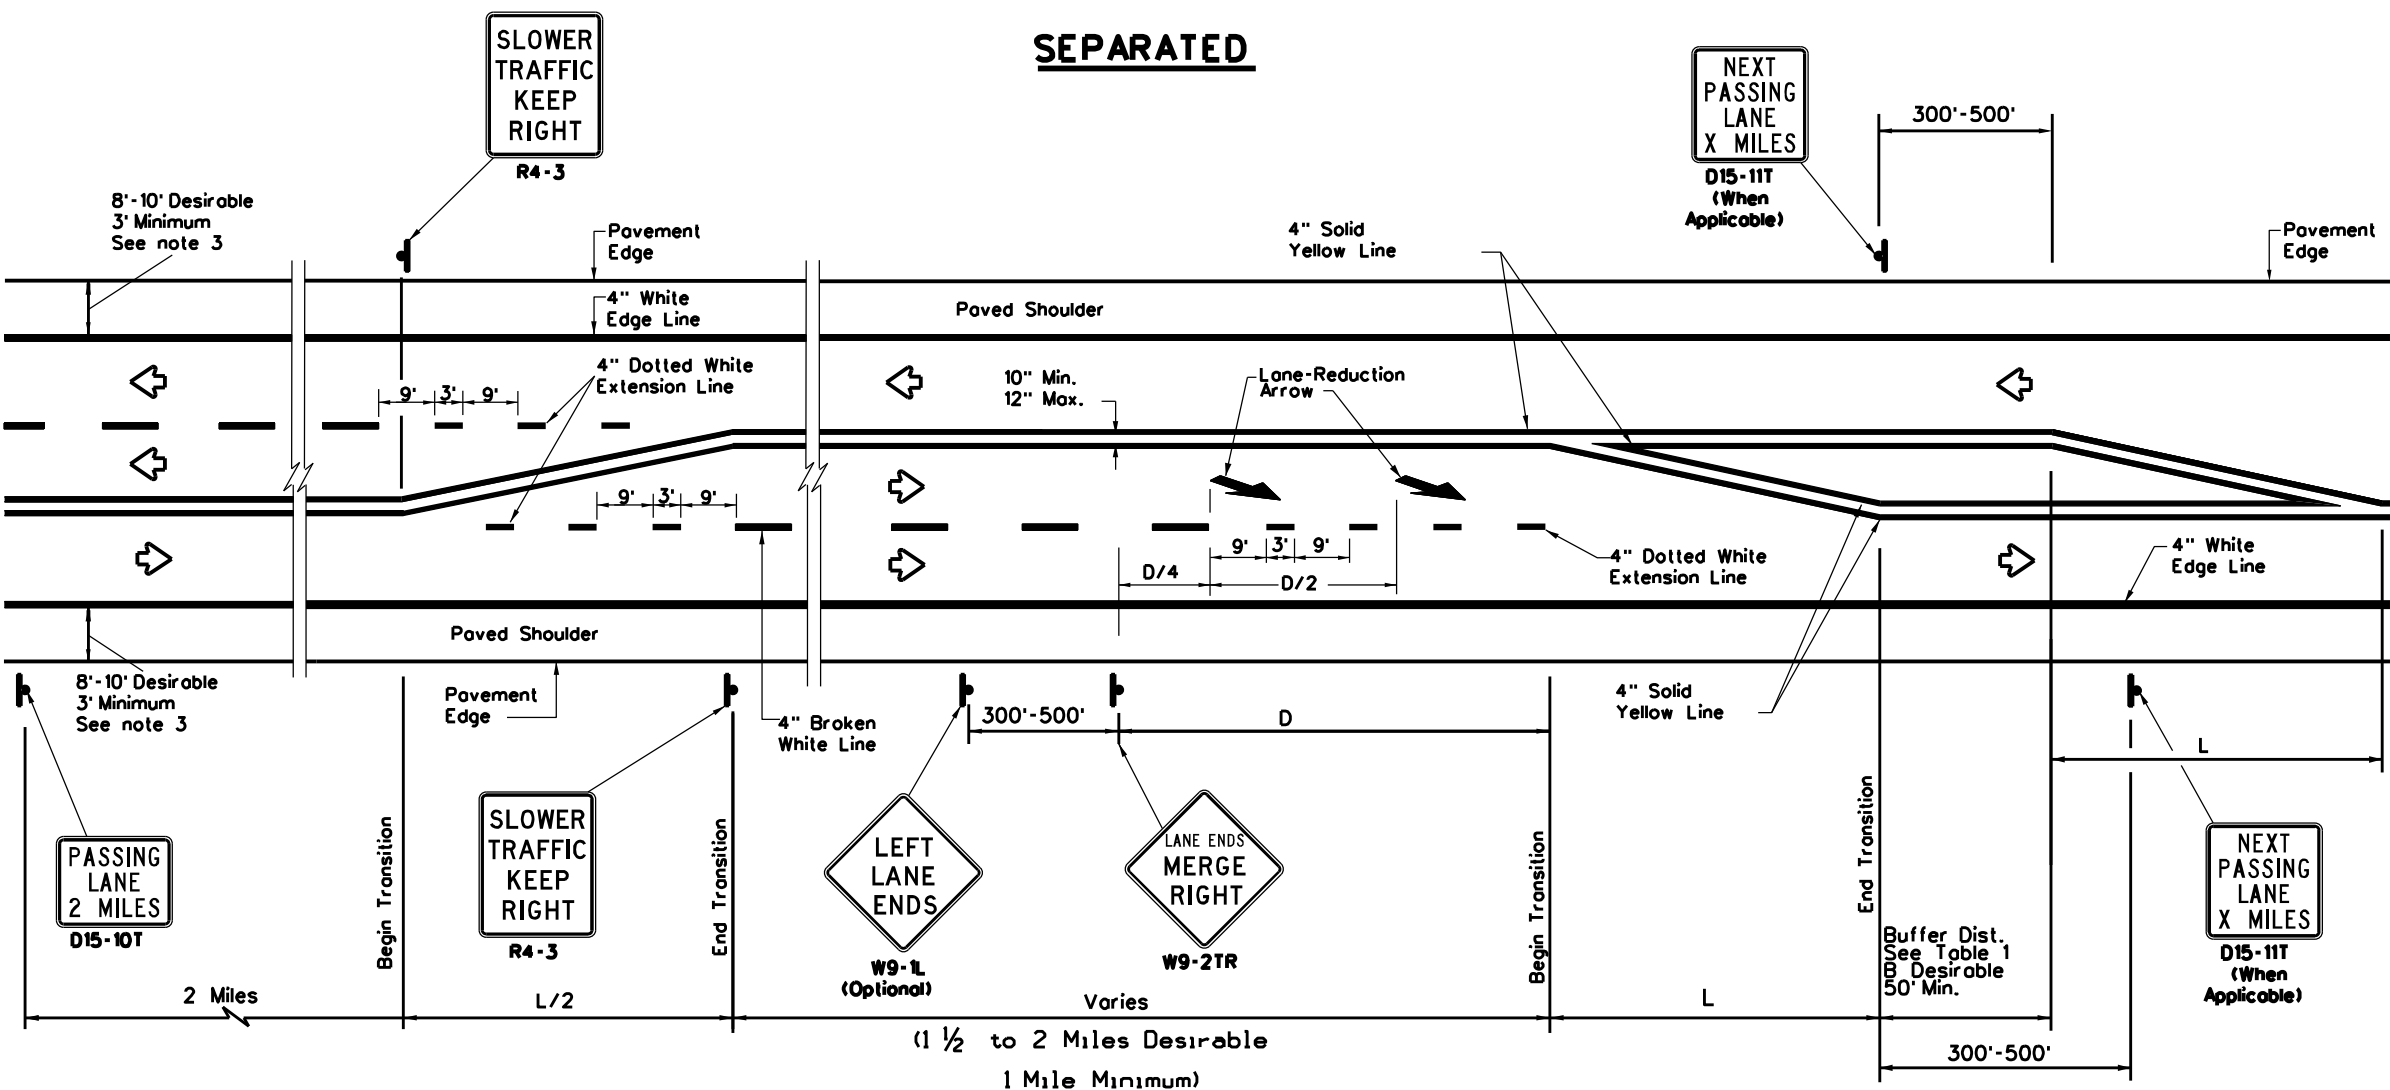 SEPARATED
SLOWER
TRAFFIC
KEEP
RIGHT
R4-3
NEXT
PASSING
LANE
X MILES
D15-11T
(When
Applicable)
300'-500'
8'-10' Desirable
3' Minimum
See note 3
Pavement
Edge
4" White
Edge Line
Paved Shoulder
4" Solid
Yellow Line
Pavement
Edge
4" Dotted White
Extension Line
9'
3'
9'
10" Min.
12" Max.
Lane-Reduction
Arrow
9'
3'
9'
9'
3'
9'
D/4
D/2
4" Dotted White
Extension Line
4" White
Edge Line
Paved Shoulder
8'-10' Desirable
3' Minimum
See note 3
Pavement
Edge
4" Broken
White Line
300'-500'
D
4" Solid
Yellow Line
L
PASSING
LANE
2 MILES
D15-10T
Begin Transition
SLOWER
TRAFFIC
KEEP
RIGHT
R4-3
End Transition
LEFT
LANE
ENDS
W9-1L
(Optional)
LANE ENDS
MERGE
RIGHT
W9-2TR
Begin Transition
End Transition
Buffer Dist.
See Table 1
B Desirable
50' Min.
NEXT
PASSING
LANE
X MILES
D15-11T
(When
Applicable)
2 Miles
L/2
Varies
(1 ½ to 2 Miles Desirable
1 Mile Minimum)
L
300'-500'